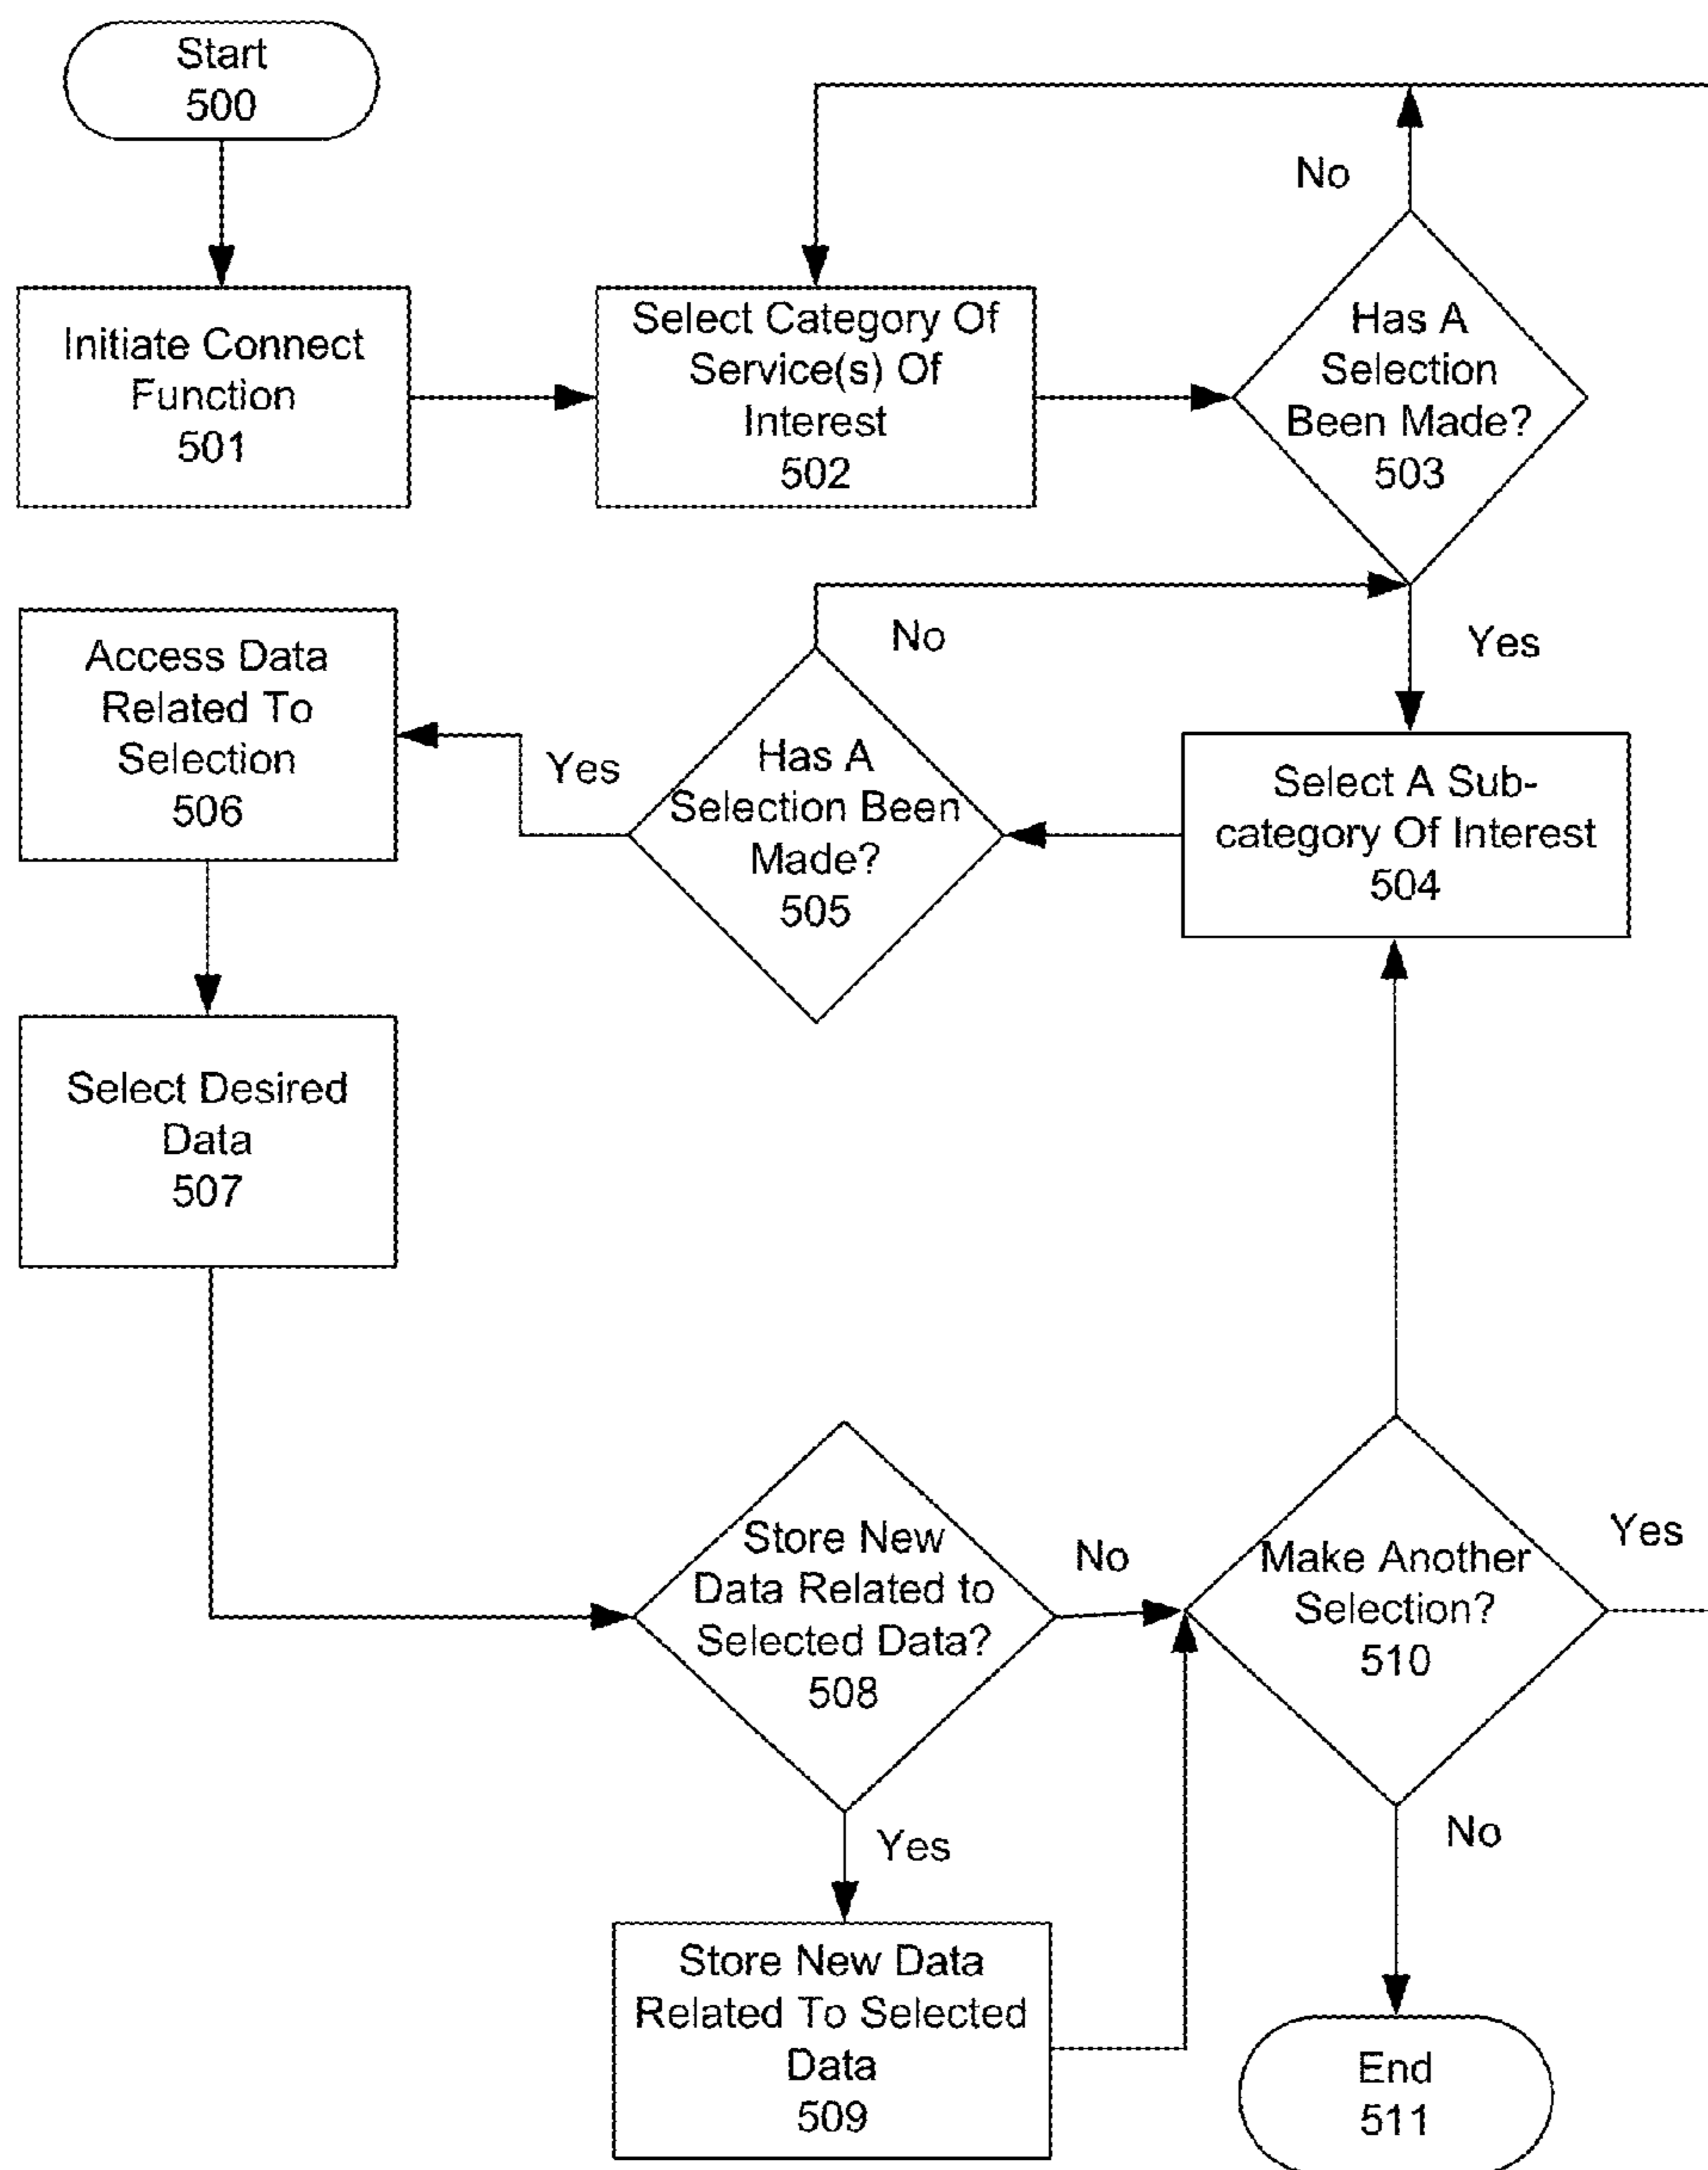 Start
500
Initiate Connect
Function
501
Select Category Of
Service(s) Of
Interest
502
No
Has A
Selection
Been Made?
503
Yes
Select A Sub-
category Of Interest
504
No
Has A
Selection Been
Made?
505
Yes
Access Data
Related To
Selection
506
Select Desired
Data
507
Store New
Data Related to
Selected Data?
508
No
Yes
Store New Data
Related To Selected
Data
509
Make Another
Selection?
510
Yes
No
End
511